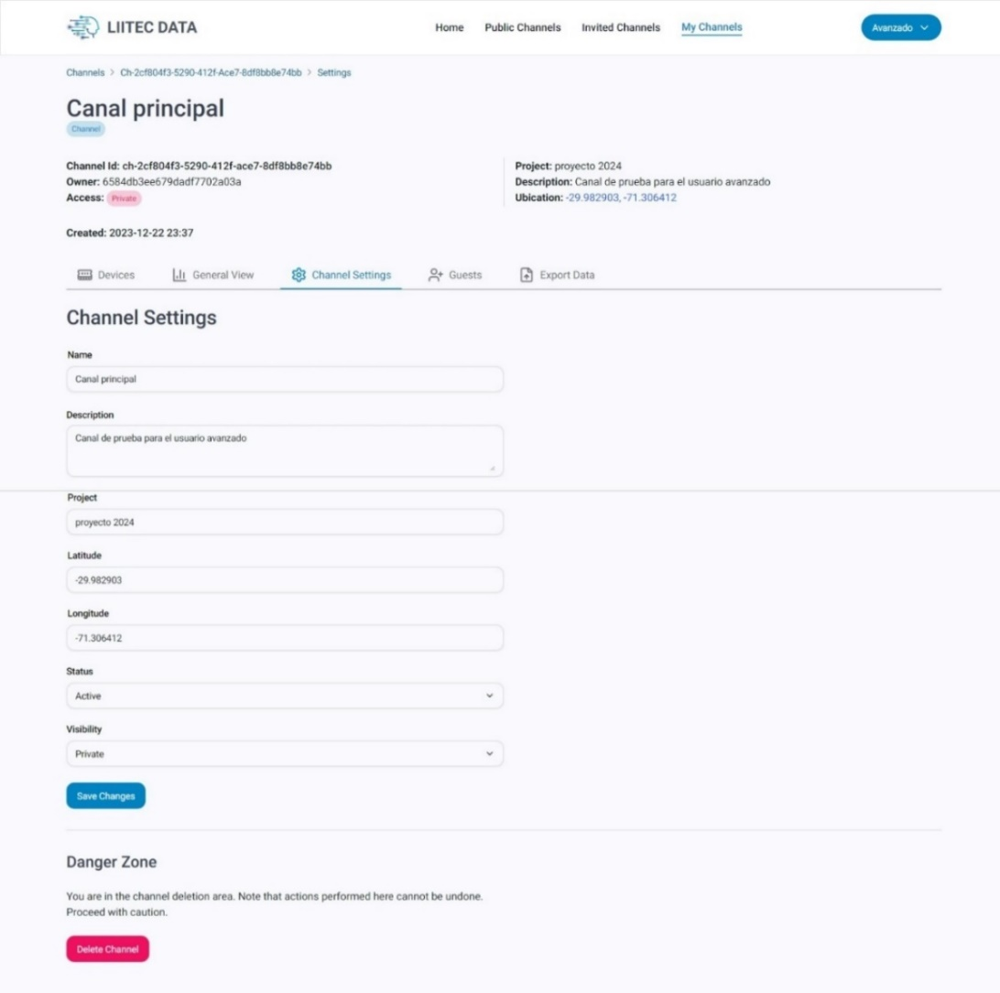 LIITEC DATA
Home Public Channels Invited Channels My Channels Avanzado
Channels > Ch-2cf804f3-5290-412f-Ace7-8df8bb8e74bb > Settings
Canal principal
Channel
Channel Id: ch-2cf804f3-5290-412f-ace7-8df8bb8e74bb
Owner: 6584db3ee679dadf7702a03a
Access: Private
Created: 2023-12-22 23:37
Project: proyecto 2024
Description: Canal de prueba para el usuario avanzado
Ubication: -29.982903, -71.306412
Devices General View Channel Settings Guests Export Data
Channel Settings
Name
Canal principal
Description
Canal de prueba para el usuario avanzado
Project
proyecto 2024
Latitude
-29.982903
Longitude
-71.306412
Status
Active
Visibility
Private
Save Changes
Danger Zone
You are in the channel deletion area. Note that actions performed here cannot be undone.
Proceed with caution.
Delete Channel